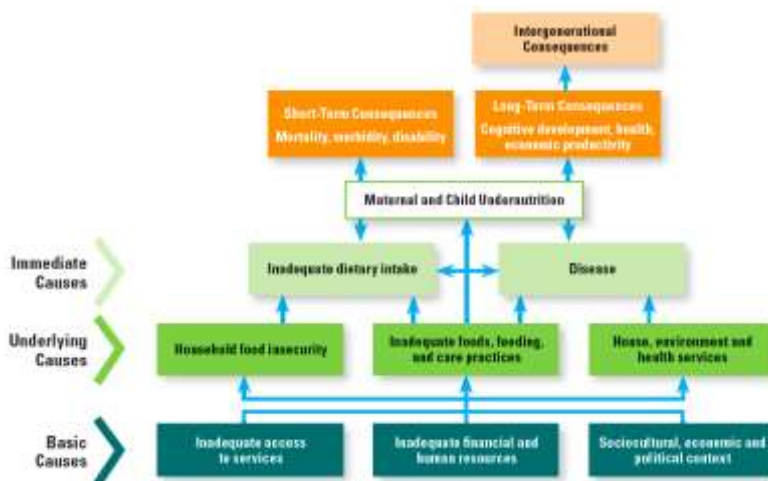 Intergenerational
Consequences
Short-Term Consequences
Mortality, morbidity, disability
Long-Term Consequences
Cognitive development, health,
economic productivity
Maternal and Child Undernutrition
Immediate
Causes
Inadequate dietary intake
Disease
Underlying
Causes
Household food insecurity
Inadequate foods, feeding,
and care practices
House, environment and
health services
Basic
Causes
Inadequate access
to services
Inadequate financial and
human resources
Sociocultural, economic and
political context